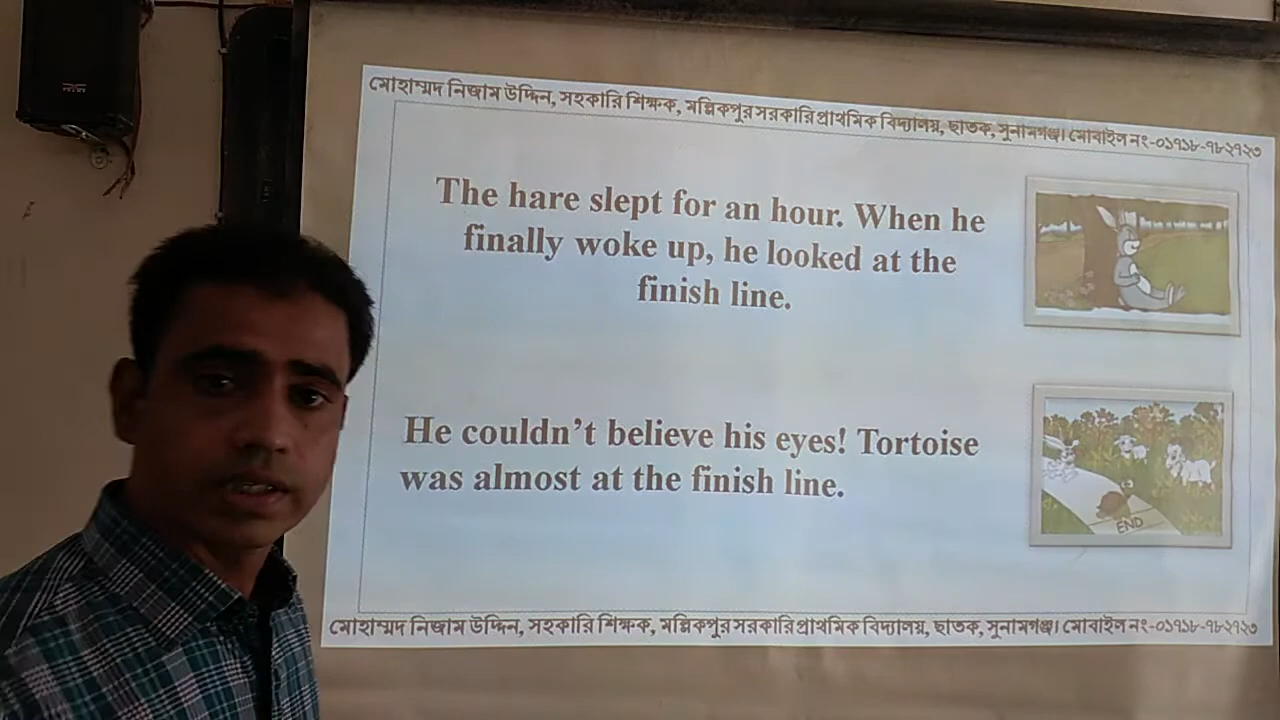 মোহাম্মদ নিজাম উদ্দিন, সহকারি শিক্ষক, মল্লিকপুর সরকারি প্রাথমিক বিদ্যালয়, ছাতক, সুনামগঞ্জ। মোবাইল নং-০১৭১৮-৭৮২৭২৩
The hare slept for an hour. When he
finally woke up, he looked at the
finish line.
He couldn’t believe his eyes! Tortoise
was almost at the finish line.
END
মোহাম্মদ নিজাম উদ্দিন, সহকারি শিক্ষক, মল্লিকপুর সরকারি প্রাথমিক বিদ্যালয়, ছাতক, সুনামগঞ্জ। মোবাইল নং-০১৭১৮-৭৮২৭২৩